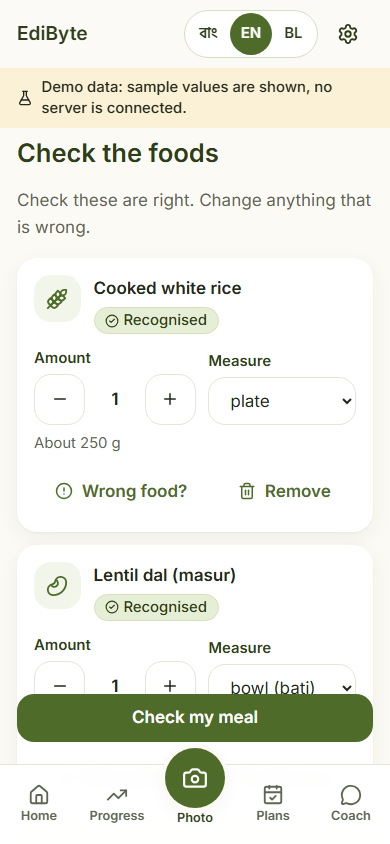 EdiByte
বাং EN BL
Demo data: sample values are shown, no
server is connected.
Check the foods
Check these are right. Change anything that
is wrong.
Cooked white rice
Recognised
Amount Measure
1 plate
About 250 g
Wrong food? Remove
Lentil dal (masur)
Recognised
Amount Measure
1 bowl (bati)
Check my meal
Home Progress Photo Plans Coach